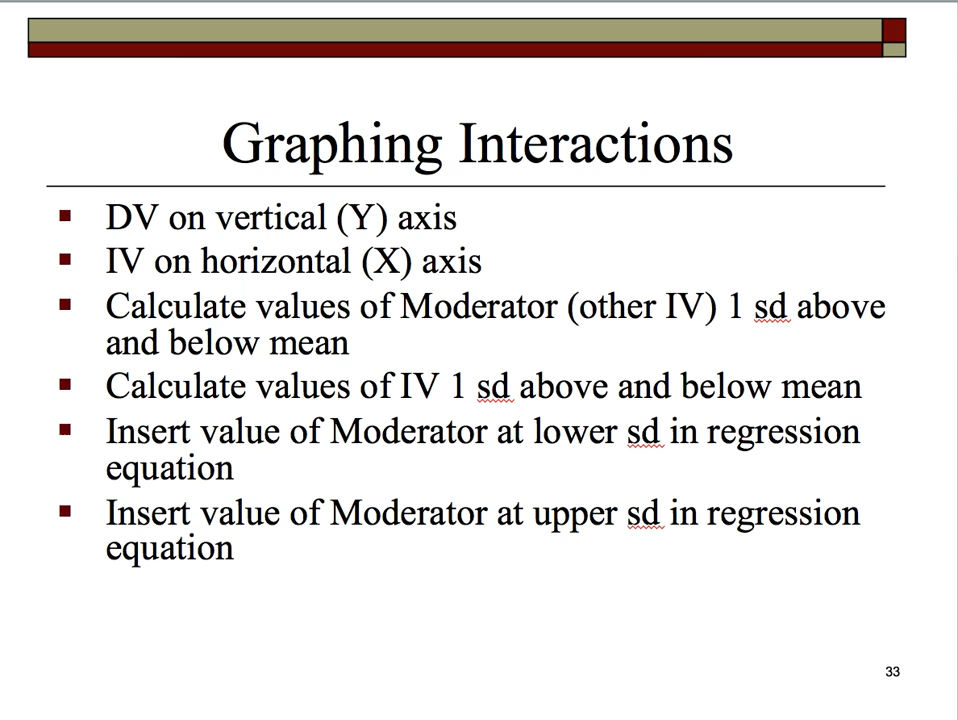 Graphing Interactions
▪ DV on vertical (Y) axis
▪ IV on horizontal (X) axis
▪ Calculate values of Moderator (other IV) 1 sd above
and below mean
▪ Calculate values of IV 1 sd above and below mean
▪ Insert value of Moderator at lower sd in regression
equation
▪ Insert value of Moderator at upper sd in regression
equation
33